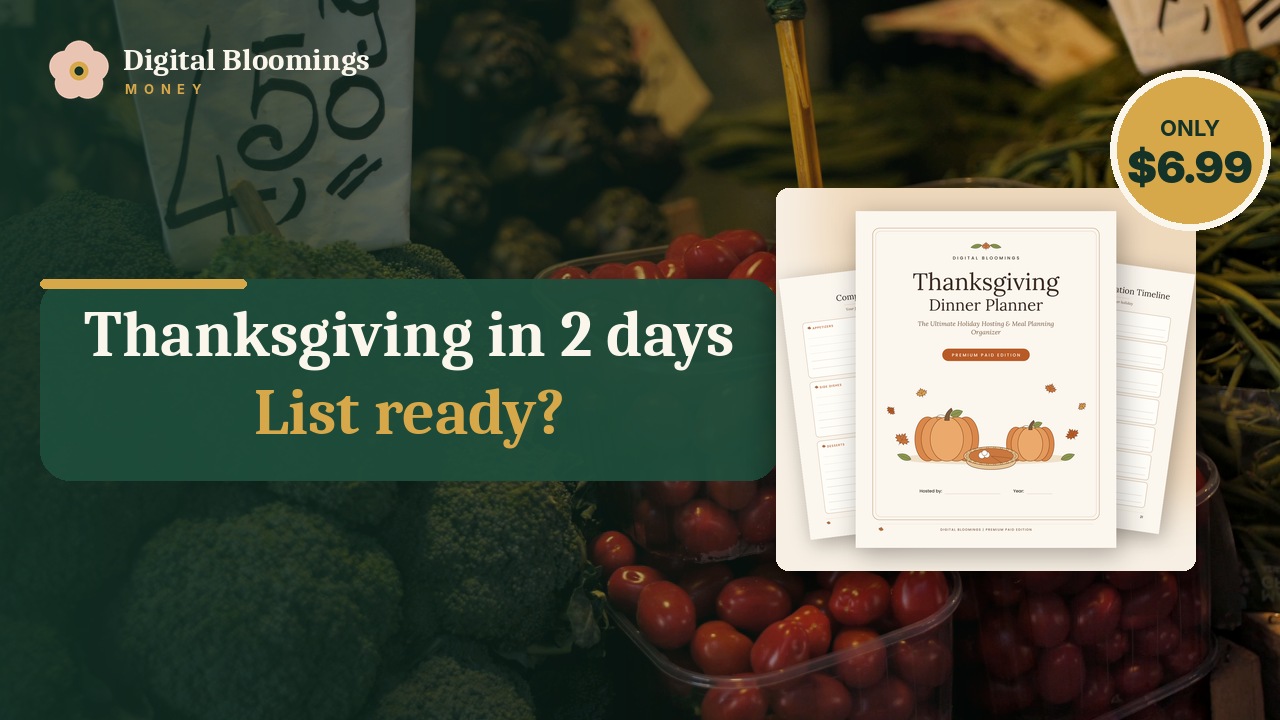 Digital Bloomings
MONEY
450
ONLY
$6.99
Thanksgiving in 2 days
List ready?
DIGITAL BLOOMINGS
Thanksgiving
Dinner Planner
The Ultimate Holiday Hosting & Meal Planning
Organizer
PREMIUM PAID EDITION
Hosted by:
Year:
DIGITAL BLOOMINGS | PREMIUM PAID EDITION
APPETIZERS
SIDE DISHES
DESSERTS
Timeline